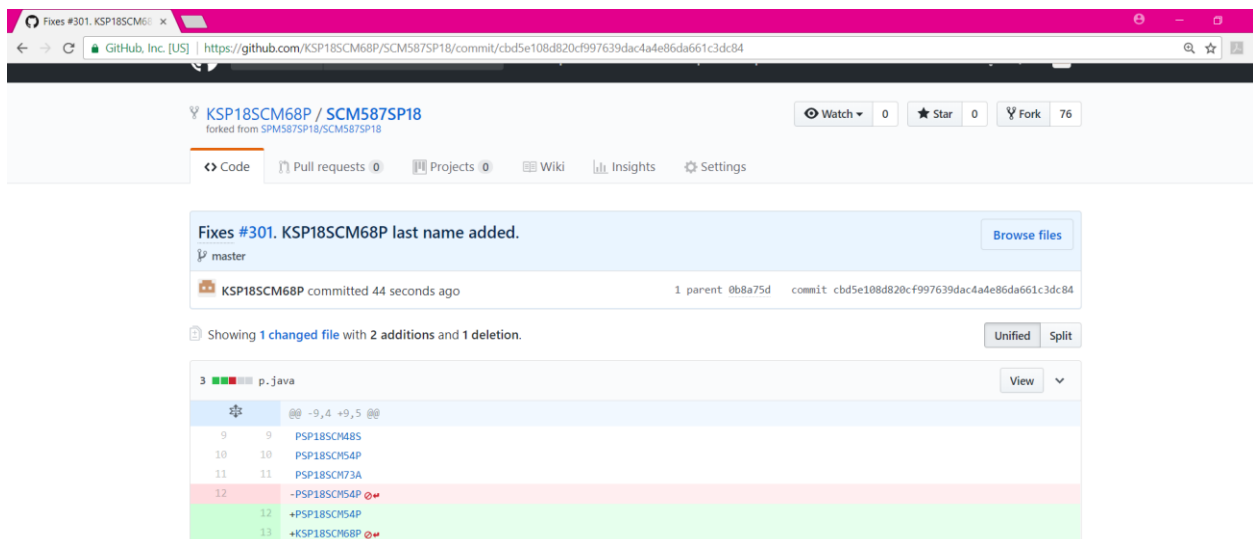 Fixes #301. KSP18SCM68
GitHub, Inc. [US] | https://github.com/KSP18SCM68P/SCM587SP18/commit/cbd5e108d820cf997639dac4a4e86da661c3dc84
KSP18SCM68P / SCM587SP18
forked from SPM587SP18/SCM587SP18
Watch 0 Star 0 Fork 76
<> Code Pull requests 0 Projects 0 Wiki Insights Settings
Fixes #301. KSP18SCM68P last name added.
Browse files
master
KSP18SCM68P committed 44 seconds ago 1 parent 0b8a75d commit cbd5e108d820cf997639dac4a4e86da661c3dc84
Showing 1 changed file with 2 additions and 1 deletion. Unified Split
3 p.java View
@@ -9,4 +9,5 @@
9 9 PSP18SCM48S
10 10 PSP18SCM54P
11 11 PSP18SCM73A
12 -PSP18SCM54P
12 +PSP18SCM54P
13 +KSP18SCM68P